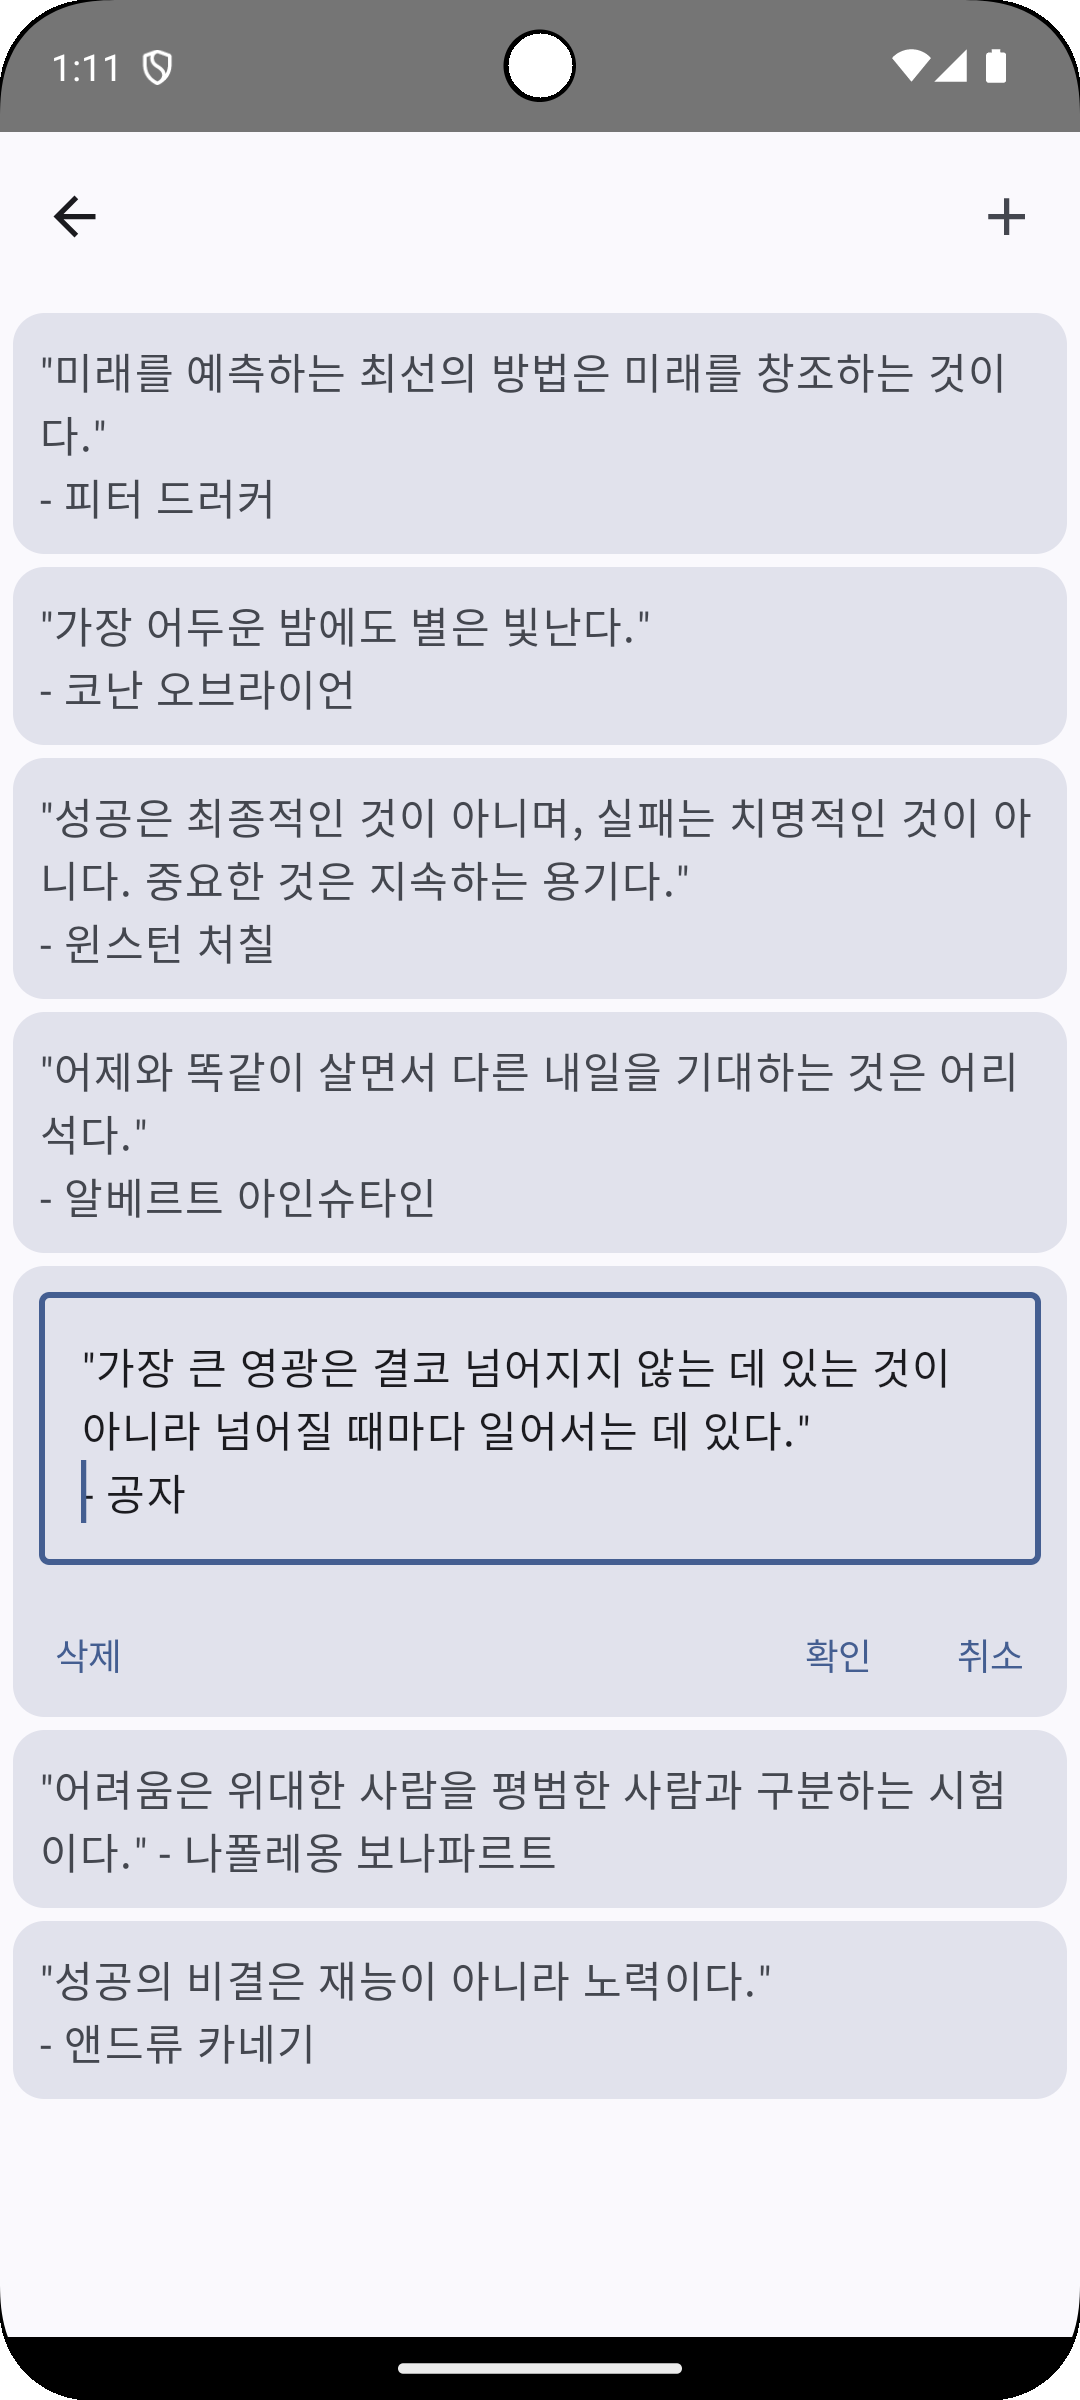 1:11
"미래를 예측하는 최선의 방법은 미래를 창조하는 것이
다."
- 피터 드러커
"가장 어두운 밤에도 별은 빛난다."
- 코난 오브라이언
"성공은 최종적인 것이 아니며, 실패는 치명적인 것이 아
니다. 중요한 것은 지속하는 용기다."
- 윈스턴 처칠
"어제와 똑같이 살면서 다른 내일을 기대하는 것은 어리
석다."
- 알베르트 아인슈타인
"가장 큰 영광은 결코 넘어지지 않는 데 있는 것이
아니라 넘어질 때마다 일어서는 데 있다."
- 공자
삭제 확인 취소
"어려움은 위대한 사람을 평범한 사람과 구분하는 시험
이다." - 나폴레옹 보나파르트
"성공의 비결은 재능이 아니라 노력이다."
- 앤드류 카네기